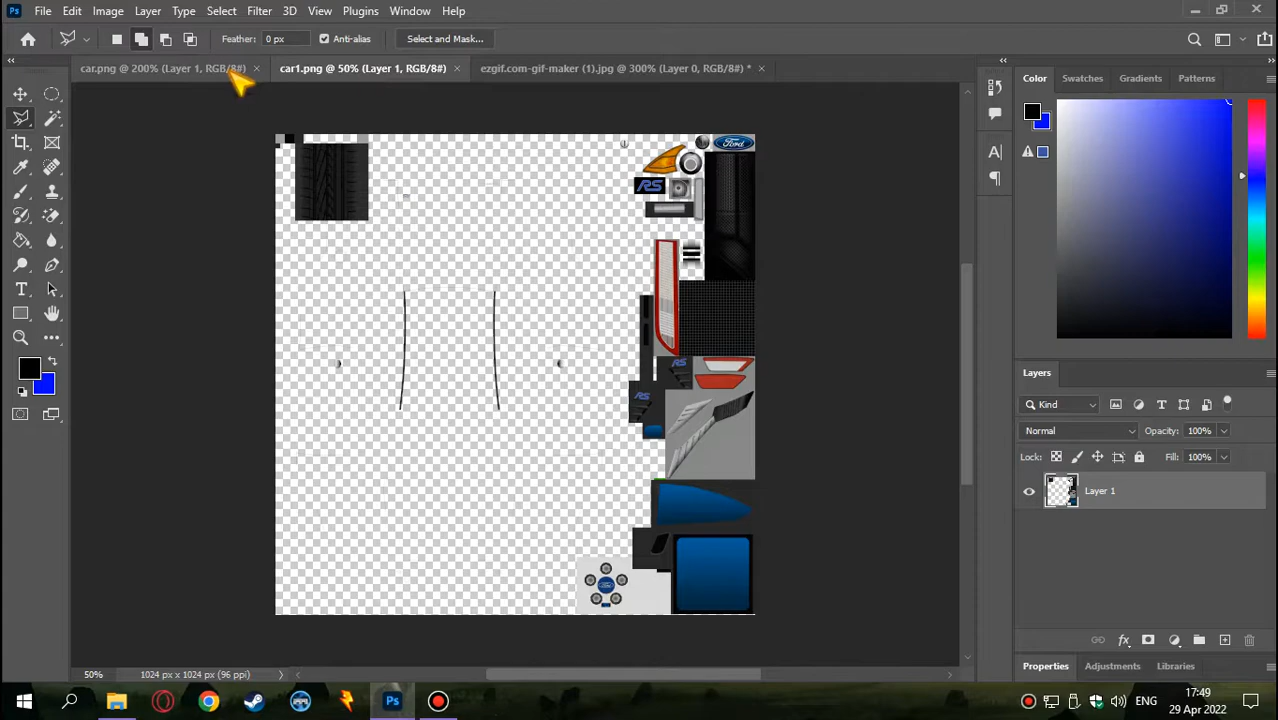 Ps File Edit Image Layer Type Select Filter 3D View Plugins Window Help
Feather: 0 px Anti-alias Select and Mask...
car.png @ 200% (Layer 1, RGB/8#) × car1.png @ 50% (Layer 1, RGB/8#) × ezgif.com-gif-maker (1).jpg @ 300% (Layer 0, RGB/8#) * ×
Color Swatches Gradients Patterns
Ford
RS
RS
RS
Layers
Kind
Normal Opacity: 100%
Lock: Fill: 100%
Layer 1
50% 1024 px x 1024 px (96 ppi)
Properties Adjustments Libraries
Ps ENG 17:49
29 Apr 2022